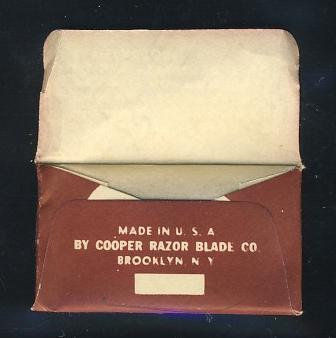 MADE IN U. S. A
BY COOPER RAZOR BLADE CO.
BROOKLYN, N. Y